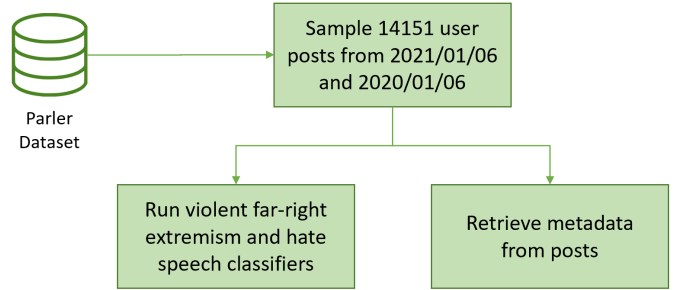 Sample 14151 user
posts from 2021/01/06
and 2020/01/06
Parler
Dataset
Run violent far-right
extremism and hate
speech classifiers
Retrieve metadata
from posts